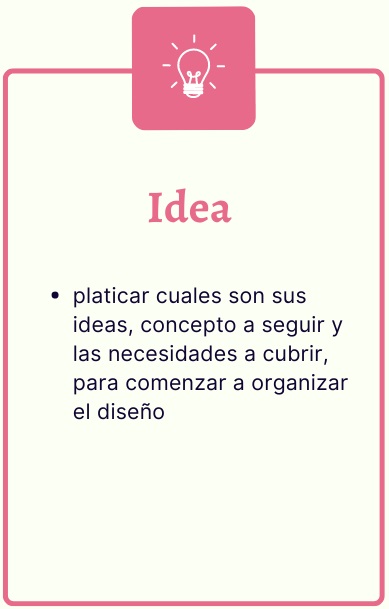 Idea
• platicar cuales son sus
ideas, concepto a seguir y
las necesidades a cubrir,
para comenzar a organizar
el diseño